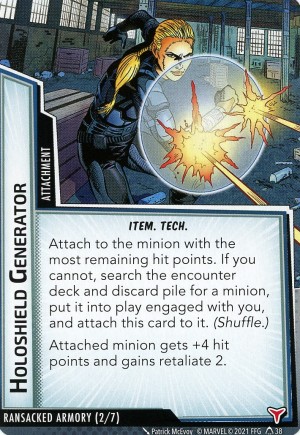 HOLOSHIELD GENERATOR
ATTACHMENT
ITEM. TECH.
Attach to the minion with the
most remaining hit points. If you
cannot, search the encounter
deck and discard pile for a minion,
put it into play engaged with you,
and attach this card to it. (Shuffle.)
Attached minion gets +4 hit
points and gains retaliate 2.
RANSACKED ARMORY (2/7)
Patrick McEvoy © MARVEL © 2021 FFG 38